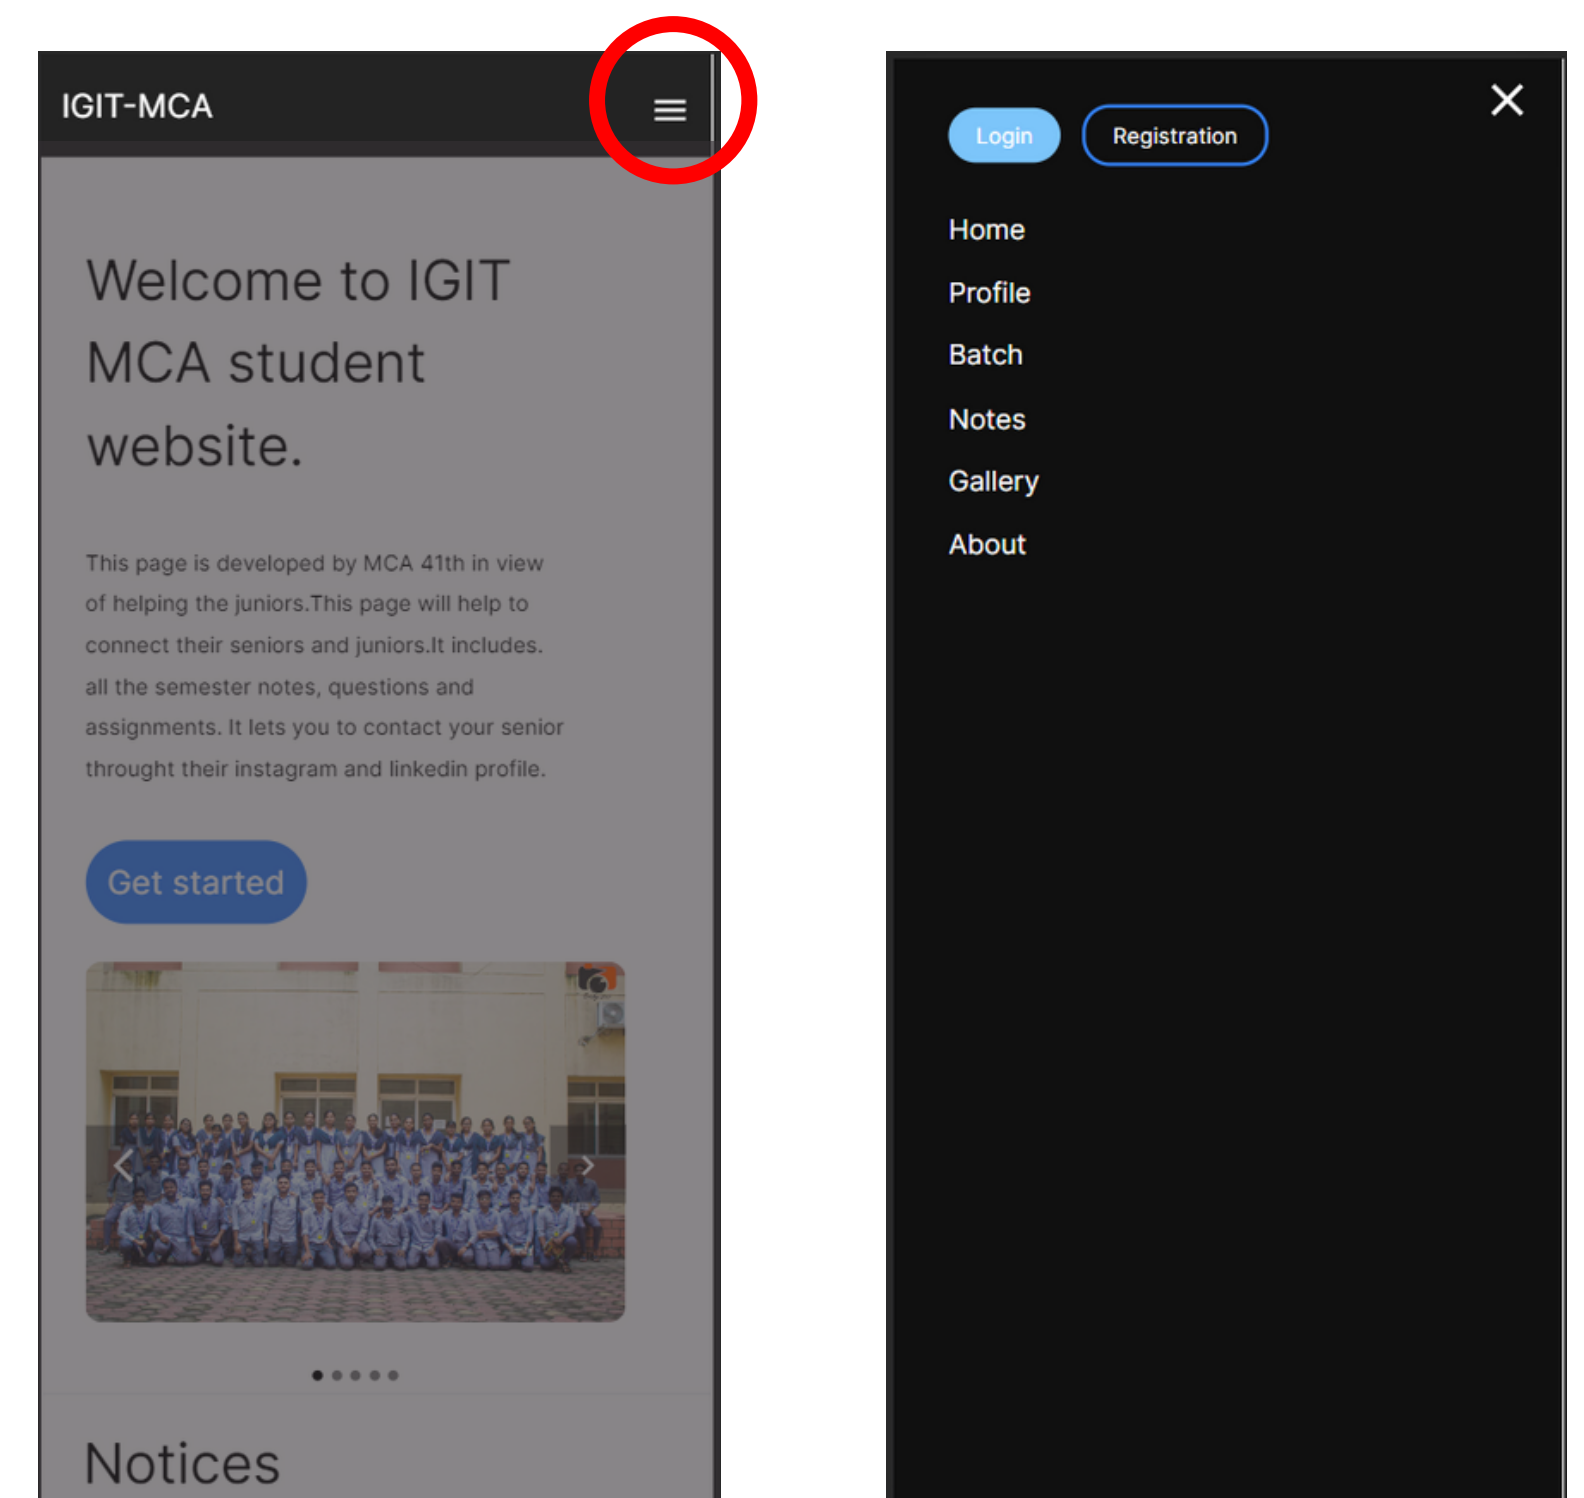 IGIT-MCA
Welcome to IGIT
MCA student
website.
This page is developed by MCA 41th in view
of helping the juniors.This page will help to
connect their seniors and juniors.It includes.
all the semester notes, questions and
assignments. It lets you to contact your senior
throught their instagram and linkedin profile.
Get started
Notices
Login Registration
Home
Profile
Batch
Notes
Gallery
About